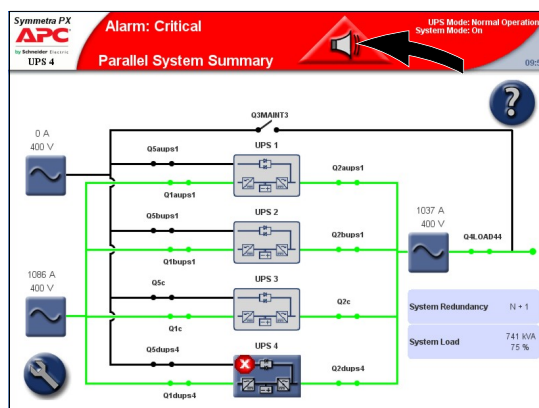 Symmetra PX
APC
by Schneider Electric
UPS 4
Alarm: Critical
Parallel System Summary
UPS Mode: Normal Operation
System Mode: On
09:5
Q3MAINT3
0 A
400 V
Q5aups1
UPS 1
Q1aups1
Q2aups1
Q5bups1
UPS 2
Q1bups1
Q2bups1
1037 A
400 V
Q4LOAD44
1086 A
400 V
Q5c
UPS 3
Q1c
Q2c
Q5dups4
UPS 4
Q1dups4
Q2dups4
System Redundancy N + 1
System Load 741 kVA
75 %